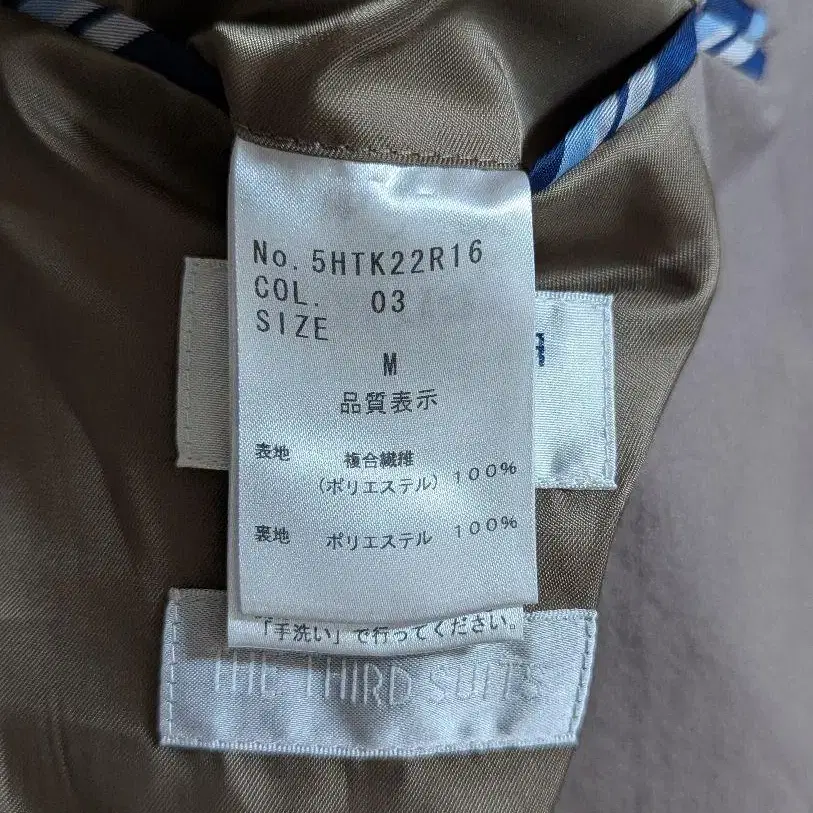 No. 5HTK22R16
COL. 03
SIZE
M
品質表示
表地 複合繊維
(ポリエステル) 100%
裏地 ポリエステル 100%
「手洗い」で行ってください。
THE THIRD SUITS